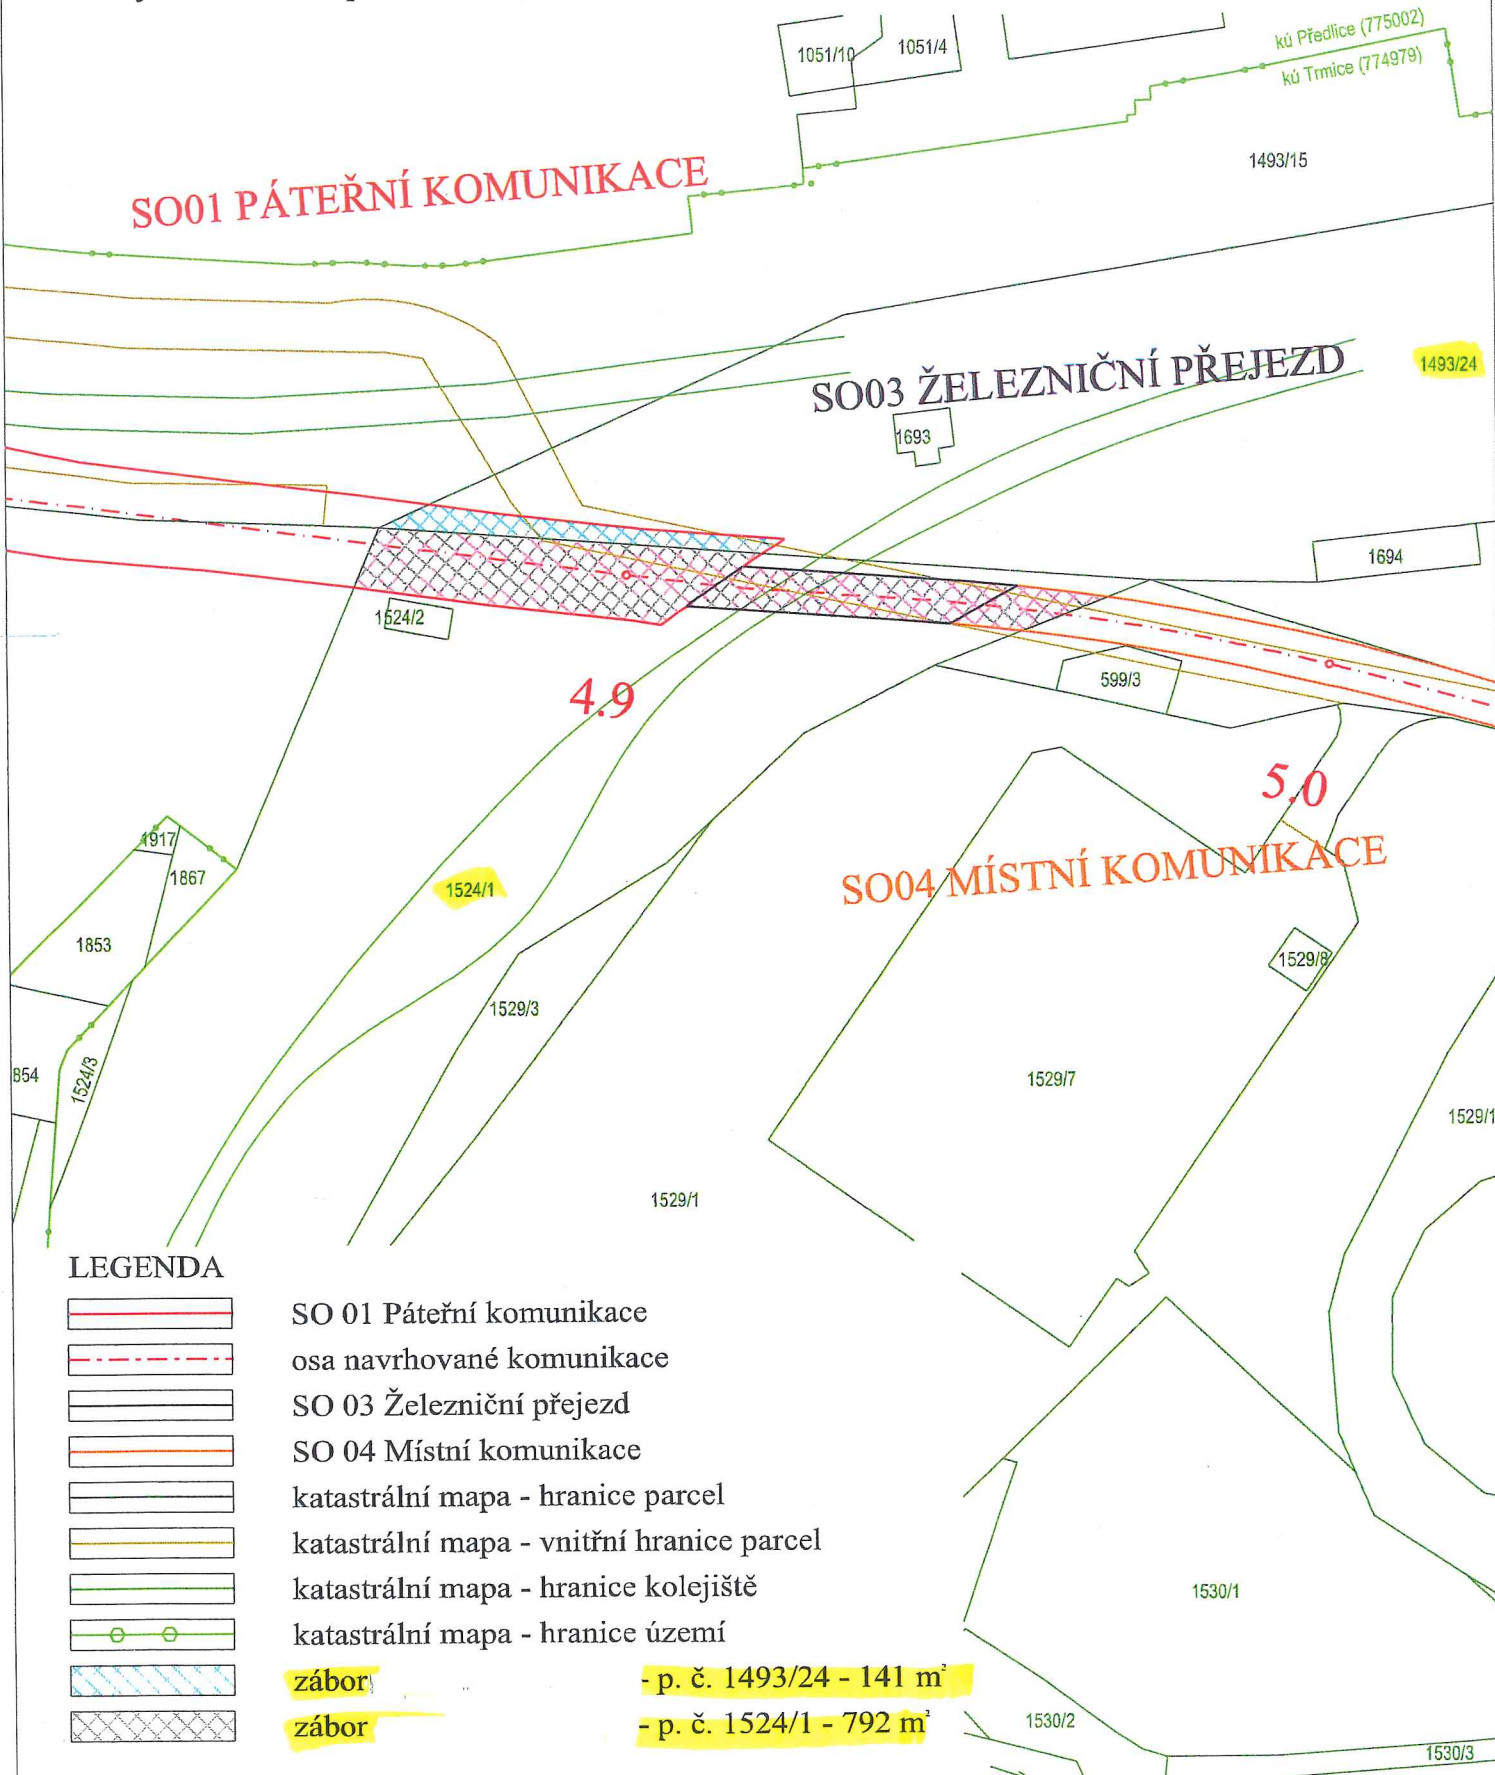 1051/10
1051/4
kú Předlice (775002)
kú Trmice (774979)
1493/15
SO01 PÁTEŘNÍ KOMUNIKACE
SO03 ŽELEZNIČNÍ PŘEJEZD
1493/24
1693
1694
1524/2
599/3
4.9
5.0
SO04 MÍSTNÍ KOMUNIKACE
1917
1867
1524/1
1853
1529/8
1529/3
854
1524/3
1529/7
1529/1
1529/1
LEGENDA
SO 01 Páteřní komunikace
osa navrhované komunikace
SO 03 Železniční přejezd
SO 04 Místní komunikace
katastrální mapa - hranice parcel
katastrální mapa - vnitřní hranice parcel
katastrální mapa - hranice kolejiště
katastrální mapa - hranice území
zábor - p. č. 1493/24 - 141 m²
zábor - p. č. 1524/1 - 792 m²
1530/1
1530/2
1530/3